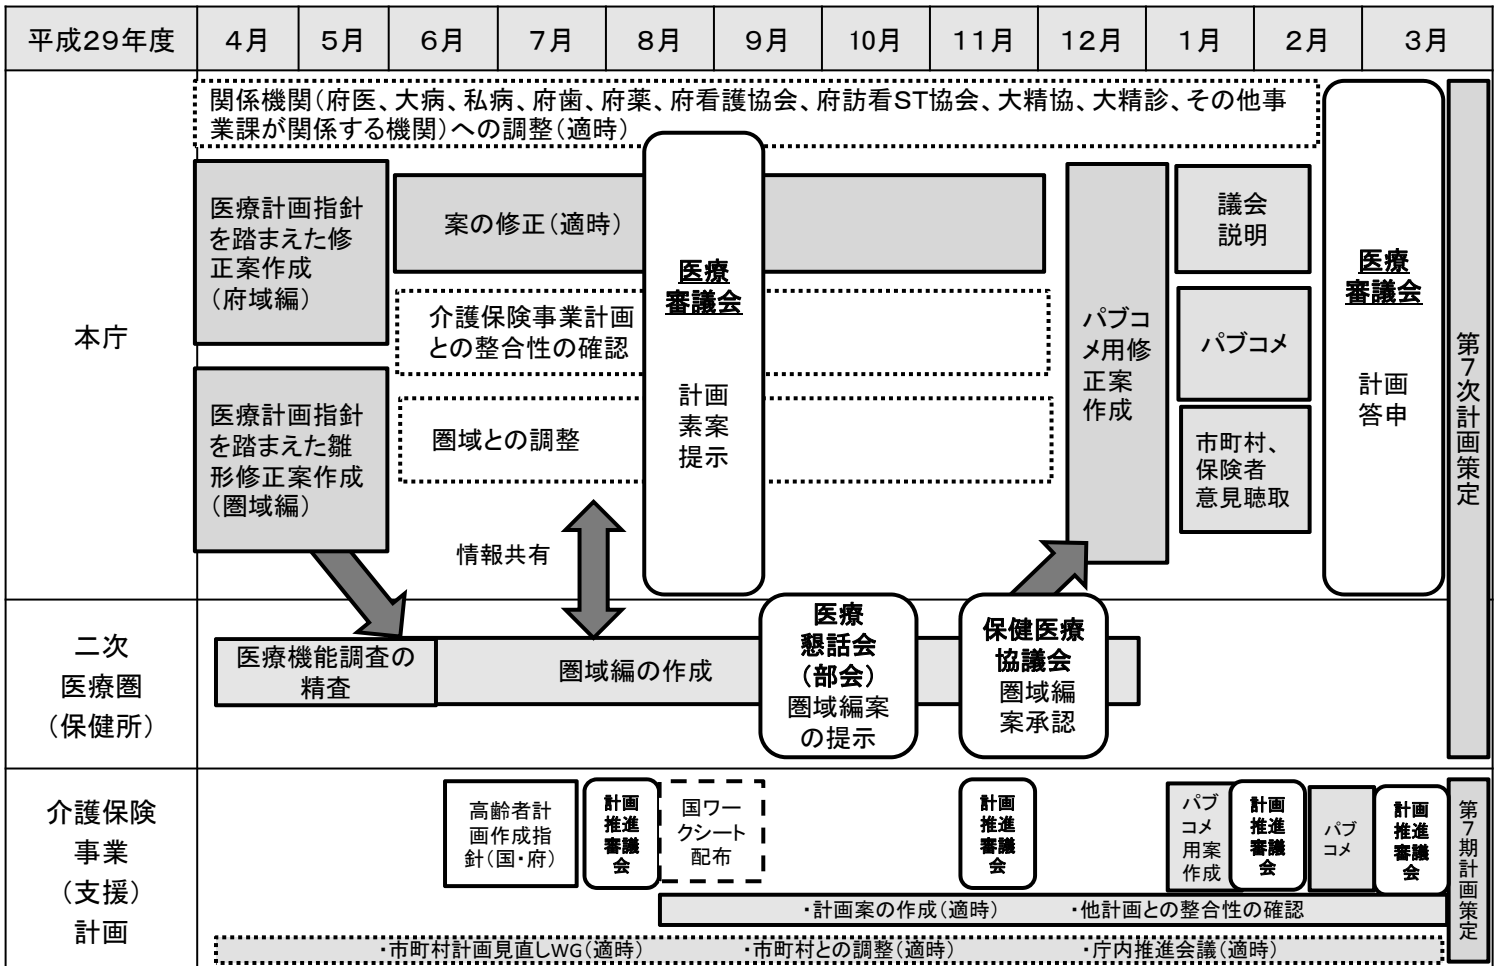 平成29年度
4月
5月
6月
7月
8月
9月
10月
11月
12月
1月
2月
3月
本庁
関係機関(府医、大病、私病、府歯、府薬、府看護協会、府訪看ST協会、大精協、大精診、その他事
業課が関係する機関)への調整(適時)
医療計画指針
を踏まえた修
正案作成
(府域編)
医療計画指針
を踏まえた雛
形修正案作成
(圏域編)
案の修正(適時)
介護保険事業計画
との整合性の確認
圏域との調整
情報共有
医療
審議会
計画
素案
提示
パブコ
メ用修
正案
作成
議会
説明
パブコメ
市町村、
保険者
意見聴取
医療
審議会
計画
答申
第7次計画策定
二次
医療圏
(保健所)
医療機能調査の
精査
圏域編の作成
医療
懇話会
(部会)
圏域編案
の提示
保健医療
協議会
圏域編
案承認
介護保険
事業
(支援)
計画
高齢者計
画作成指
針(国・府)
計画
推進
審議
会
国ワー
クシート
配布
計画
推進
審議
会
パブ
コメ
用案
作成
計画
推進
審議
会
パブ
コメ
計画
推進
審議
会
第7期計画策定
・計画案の作成(適時)
・他計画との整合性の確認
・市町村計画見直しWG(適時)
・市町村との調整(適時)
・庁内推進会議(適時)